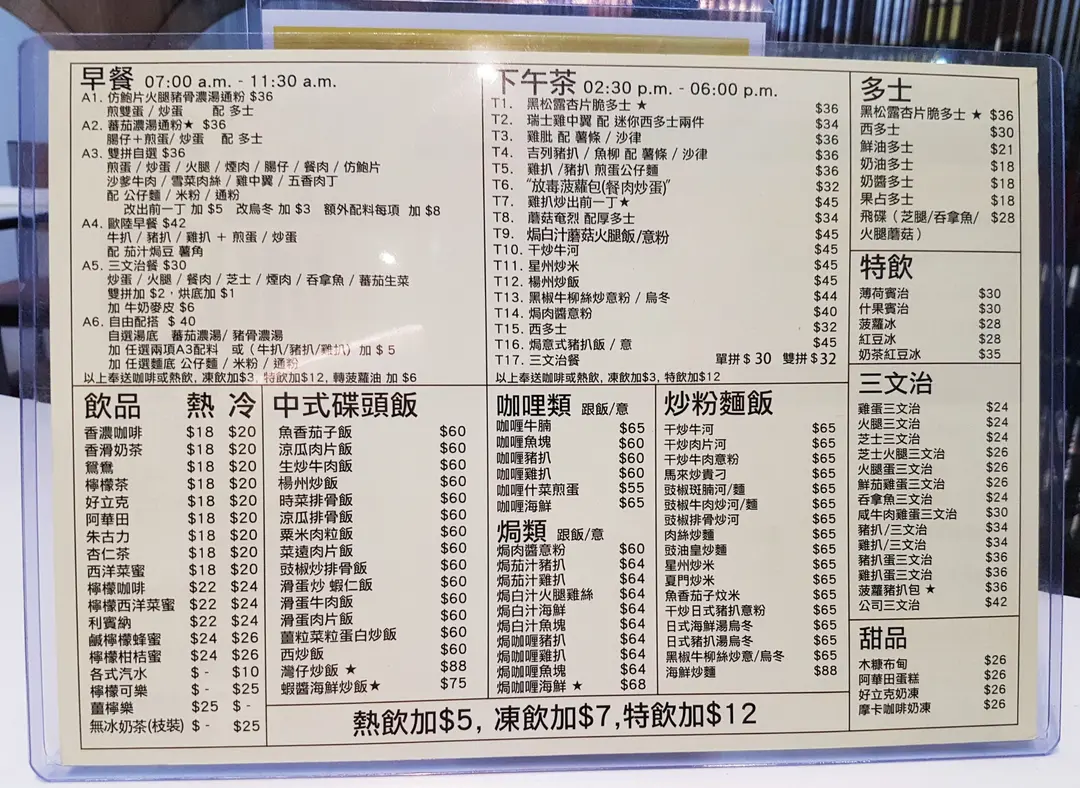 早餐 07:00 a.m. - 11:30 a.m.
A1. 仿鮑片火腿豬骨濃湯通粉 $36
煎雙蛋 / 炒蛋 配 多士
A2. 蕃茄濃湯通粉★ $36
腸仔＋煎蛋/ 炒蛋 配 多士
A3. 雙拼自選 $36
煎蛋 / 炒蛋 / 火腿 / 煙肉 / 腸仔 / 餐肉 / 仿鮑片
沙爹牛肉 / 雪菜肉絲 / 雞中翼 / 五香肉丁
配 公仔麵 / 米粉 / 通粉
改出前一丁 加 $5 改烏冬 加 $3 額外配料每項 加 $8
A4. 歐陸早餐 $42
牛扒 / 豬扒 / 雞扒 + 煎蛋 / 炒蛋
配 茄汁焗豆 薯角
A5. 三文治餐 $30
炒蛋 / 火腿 / 餐肉 / 芝士 / 煙肉 / 吞拿魚 / 蕃茄生菜
雙拼加 $2，烘底加 $1
加 牛奶麥皮 $6
A6. 自由配搭 $ 40
自選湯底 蕃茄濃湯/ 豬骨濃湯
加 任選兩項A3配料 或 (牛扒/豬扒/雞扒) 加 $ 5
加 任選麵底 公仔麵 / 米粉 / 通粉
以上奉送咖啡或熱飲, 凍飲加$3, 特飲加$12, 轉菠蘿油 加 $6
下午茶 02:30 p.m. - 06:00 p.m.
T1. 黑松露杏片脆多士 ★ $36
T2. 瑞士雞中翼 配 迷你西多士兩件 $34
T3. 雞肶 配 薯條 / 沙律 $36
T4. 吉列豬扒 / 魚柳 配 薯條 / 沙律 $36
T5. 雞扒 /豬扒 煎蛋公仔麵 $36
T6. “放毒菠蘿包(餐肉炒蛋)” $32
T7. 雞扒炒出前一丁★ $45
T8. 蘑菇奄烈 配厚多士 $34
T9. 焗白汁蘑菇火腿飯/意粉 $45
T10. 干炒牛河 $45
T11. 星州炒米 $45
T12. 楊州炒飯 $45
T13. 黑椒牛柳絲炒意粉 / 烏冬 $44
T14. 焗肉醬意粉 $40
T15. 西多士 $32
T16. 焗意式豬扒飯 / 意 $45
T17. 三文治餐 單拼 $ 30 雙拼 $ 32
以上奉送咖啡或熱飲, 凍飲加$3, 特飲加$12
多士
黑松露杏片脆多士 ★ $36
西多士 $30
鮮油多士 $21
奶油多士 $18
奶醬多士 $18
果占多士 $18
飛碟（芝腿/吞拿魚/ $28
火腿蘑菇）
特飲
薄荷賓治 $30
什果賓治 $30
菠蘿冰 $28
紅豆冰 $28
奶茶紅豆冰 $35
三文治
雞蛋三文治 $24
火腿三文治 $24
芝士三文治 $24
芝士火腿三文治 $26
火腿蛋三文治 $26
鮮茄雞蛋三文治 $26
吞拿魚三文治 $24
咸牛肉雞蛋三文治 $30
豬扒/三文治 $34
雞扒/三文治 $34
豬扒蛋三文治 $36
雞扒蛋三文治 $36
菠蘿豬扒包 ★ $36
公司三文治 $42
甜品
木糠布甸 $26
阿華田蛋糕 $26
好立克奶凍 $26
摩卡咖啡奶凍 $26
飲品 熱 冷
香濃咖啡 $18 $20
香滑奶茶 $18 $20
鴛鴦 $18 $20
檸檬茶 $18 $20
好立克 $18 $20
阿華田 $18 $20
朱古力 $18 $20
杏仁茶 $18 $20
西洋菜蜜 $18 $20
檸檬咖啡 $22 $24
檸檬西洋菜蜜 $22 $24
利賓納 $22 $24
鹹檸檬蜂蜜 $24 $26
檸檬柑桔蜜 $24 $26
各式汽水 $ - $10
檸檬可樂 $ - $25
薑檸樂 $25 $ -
無冰奶茶(枝裝) $ - $25
中式碟頭飯
魚香茄子飯 $60
涼瓜肉片飯 $60
生炒牛肉飯 $60
楊州炒飯 $60
時菜排骨飯 $60
涼瓜排骨飯 $60
粟米肉粒飯 $60
菜遠肉片飯 $60
豉椒炒排骨飯 $60
滑蛋炒 蝦仁飯 $60
滑蛋牛肉飯 $60
滑蛋肉片飯 $60
薑粒菜粒蛋白炒飯 $60
西炒飯 $60
灣仔炒飯 ★ $88
蝦醬海鮮炒飯★ $75
咖哩類 跟飯/意
咖喱牛腩 $65
咖喱魚塊 $60
咖喱豬扒 $60
咖喱雞扒 $60
咖喱什菜煎蛋 $55
咖喱海鮮 $65
焗類 跟飯/意
焗肉醬意粉 $60
焗茄汁豬扒 $64
焗茄汁雞扒 $64
焗白汁火腿雞絲 $64
焗白汁海鮮 $64
焗白汁魚塊 $64
焗咖喱豬扒 $64
焗咖喱雞扒 $64
焗咖喱魚塊 $64
焗咖喱海鮮 ★ $68
炒粉麵飯
干炒牛河 $65
干炒肉片河 $65
干炒牛肉意粉 $65
馬來炒貴刁 $65
豉椒斑腩河/麵 $65
豉椒牛肉炒河/麵 $65
豉椒排骨炒河 $65
肉絲炒麵 $65
豉油皇炒麵 $65
星州炒米 $65
夏門炒米 $65
魚香茄子炆米 $65
干炒日式豬扒意粉 $65
日式海鮮湯烏冬 $65
日式豬扒湯烏冬 $65
黑椒牛柳絲炒意/烏冬 $65
海鮮炒麵 $88
熱飲加$5, 凍飲加$7,特飲加$12